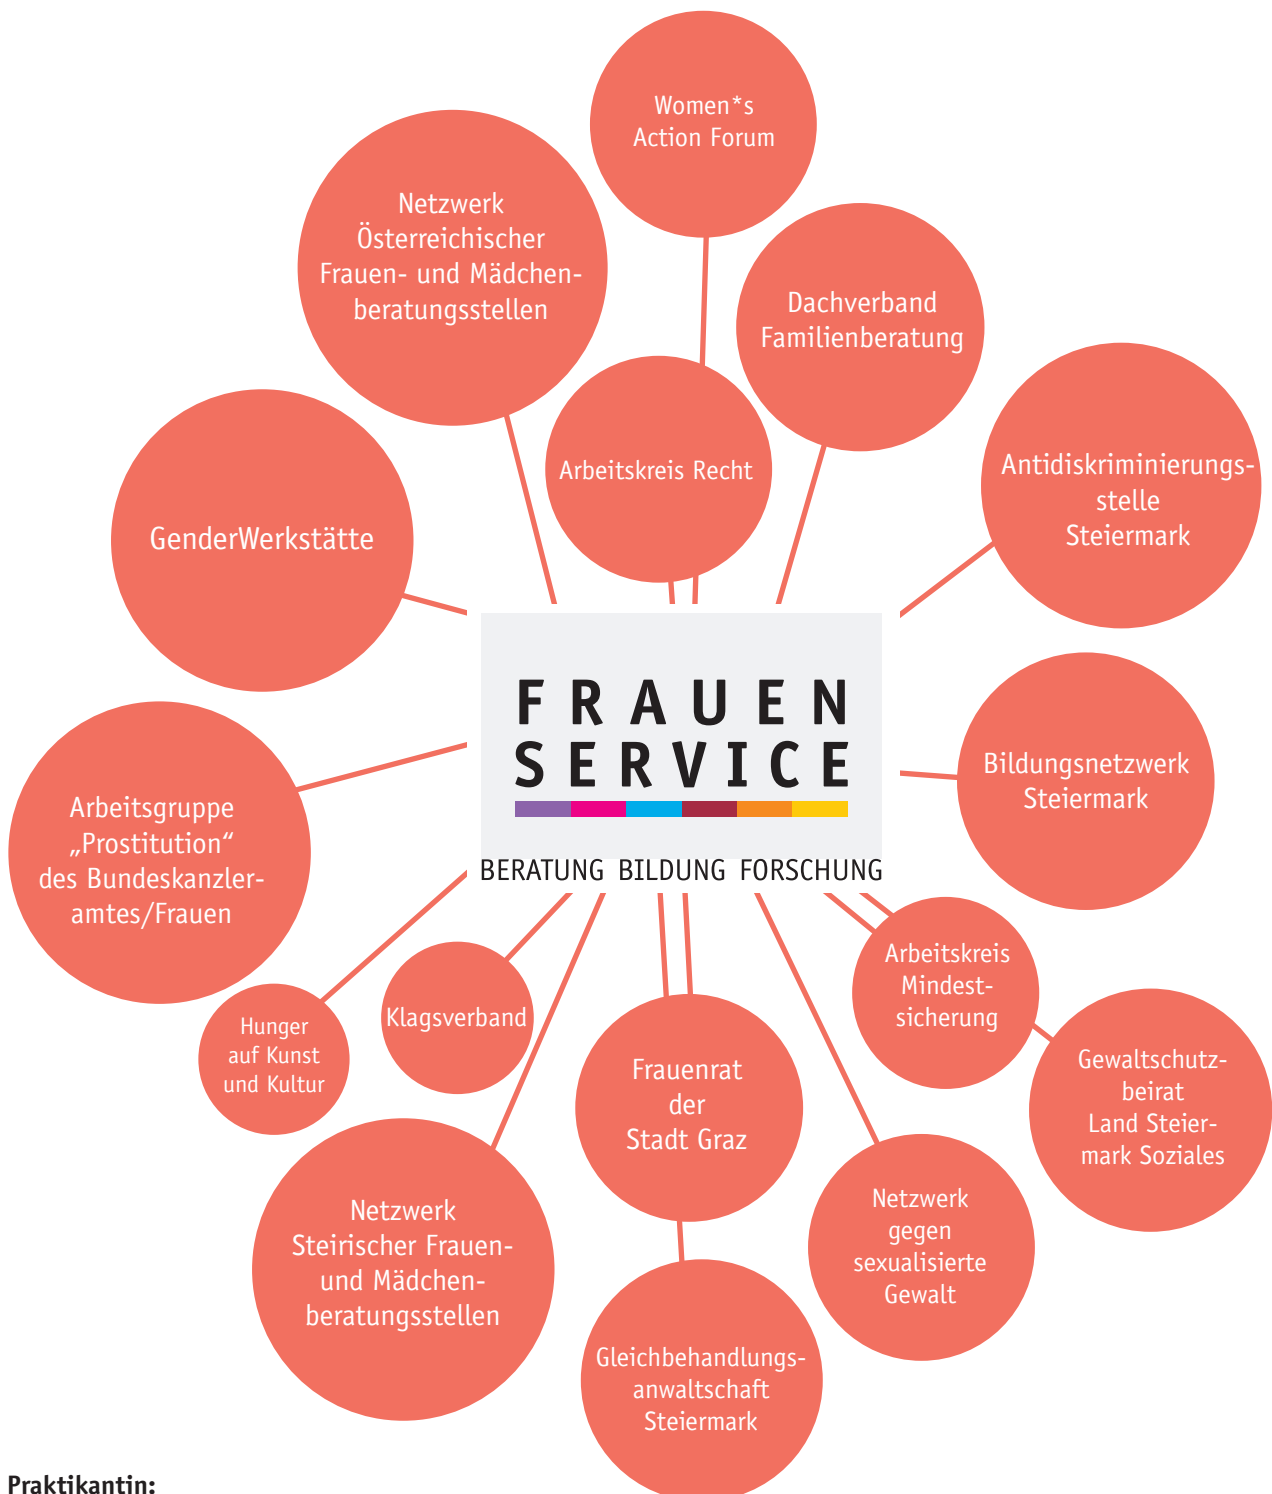 Women*s
Action Forum
Netzwerk
Österreichischer
Frauen- und Mädchen-
beratungsstellen
Dachverband
Familienberatung
Arbeitskreis Recht
Antidiskriminierungs-
stelle
Steiermark
GenderWerkstätte
FRAUEN
SERVICE
BERATUNG BILDUNG FORSCHUNG
Bildungsnetzwerk
Steiermark
Arbeitsgruppe
„Prostitution“
des Bundeskanzler-
amtes/Frauen
Arbeitskreis
Mindest-
sicherung
Klagsverband
Hunger
auf Kunst
und Kultur
Frauenrat
der
Stadt Graz
Gewaltschutz-
beirat
Land Steier-
mark Soziales
Netzwerk
gegen
sexualisierte
Gewalt
Netzwerk
Steirischer Frauen-
und Mädchen-
beratungsstellen
Gleichbehandlungs-
anwaltschaft
Steiermark
Praktikantin: